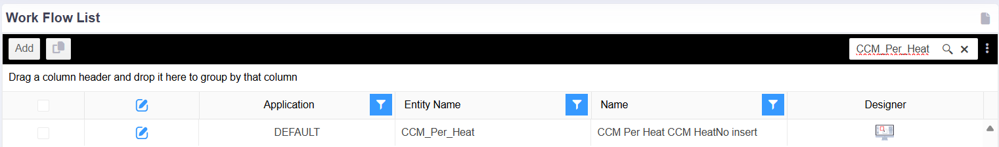 Work Flow List
Add CCM_Per_Heat
Drag a column header and drop it here to group by that column
Application Entity Name Name Designer
DEFAULT CCM_Per_Heat CCM Per Heat CCM HeatNo insert